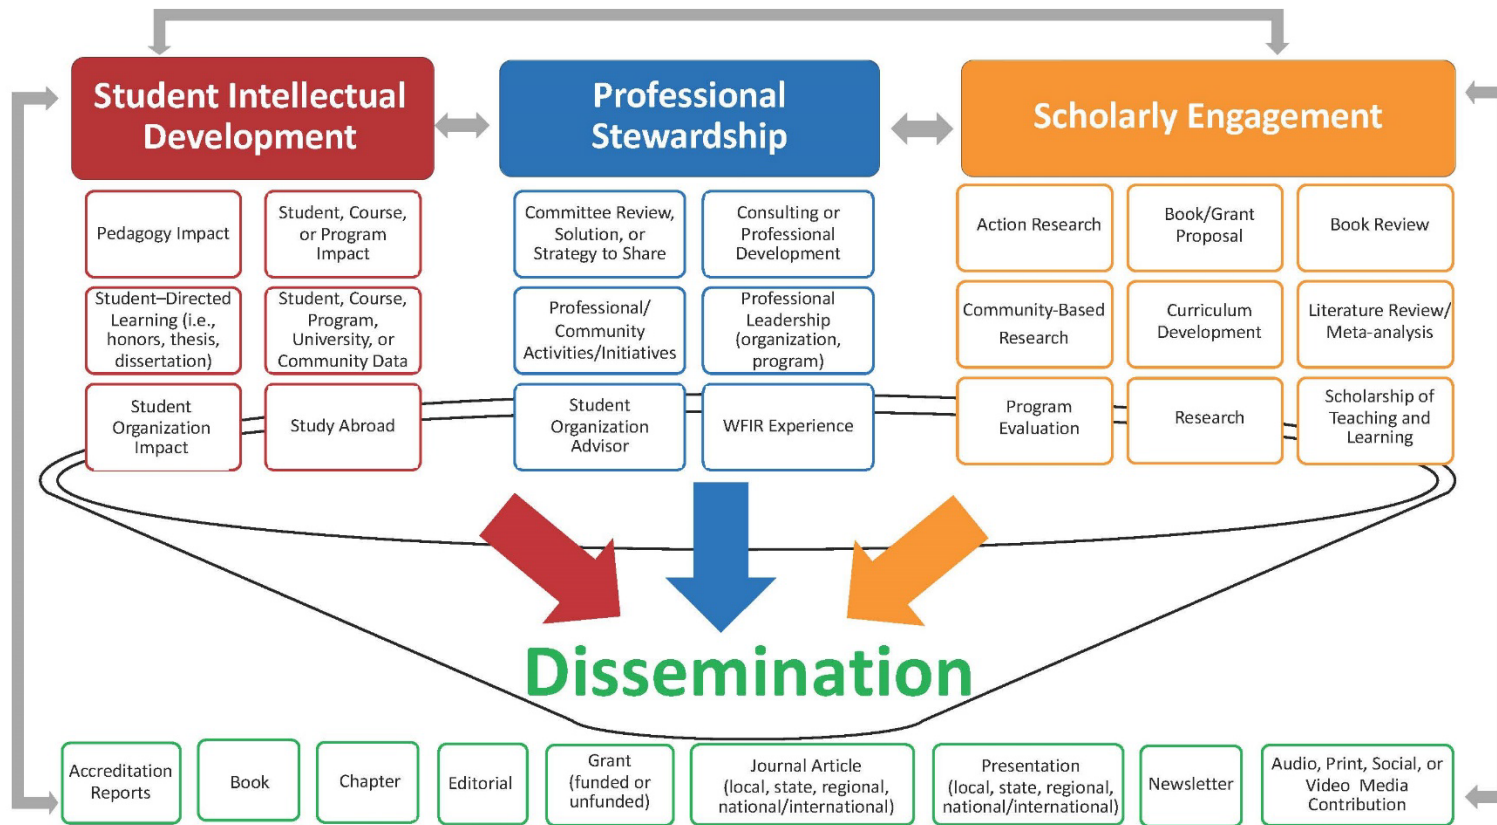 Student Intellectual
Development
Professional
Stewardship
Scholarly Engagement
Pedagogy Impact
Student, Course,
or Program
Impact
Student–Directed
Learning (i.e.,
honors, thesis,
dissertation)
Student, Course,
Program,
University, or
Community Data
Student
Organization
Impact
Study Abroad
Committee Review,
Solution, or
Strategy to Share
Consulting or
Professional
Development
Professional/
Community
Activities/Initiatives
Professional
Leadership
(organization,
program)
Student
Organization
Advisor
WFIR Experience
Action Research
Book/Grant
Proposal
Book Review
Community-Based
Research
Curriculum
Development
Literature Review/
Meta-analysis
Program
Evaluation
Research
Scholarship of
Teaching and
Learning
Dissemination
Accreditation
Reports
Book
Chapter
Editorial
Grant
(funded or
unfunded)
Journal Article
(local, state, regional,
national/international)
Presentation
(local, state, regional,
national/international)
Newsletter
Audio, Print, Social, or
Video Media
Contribution